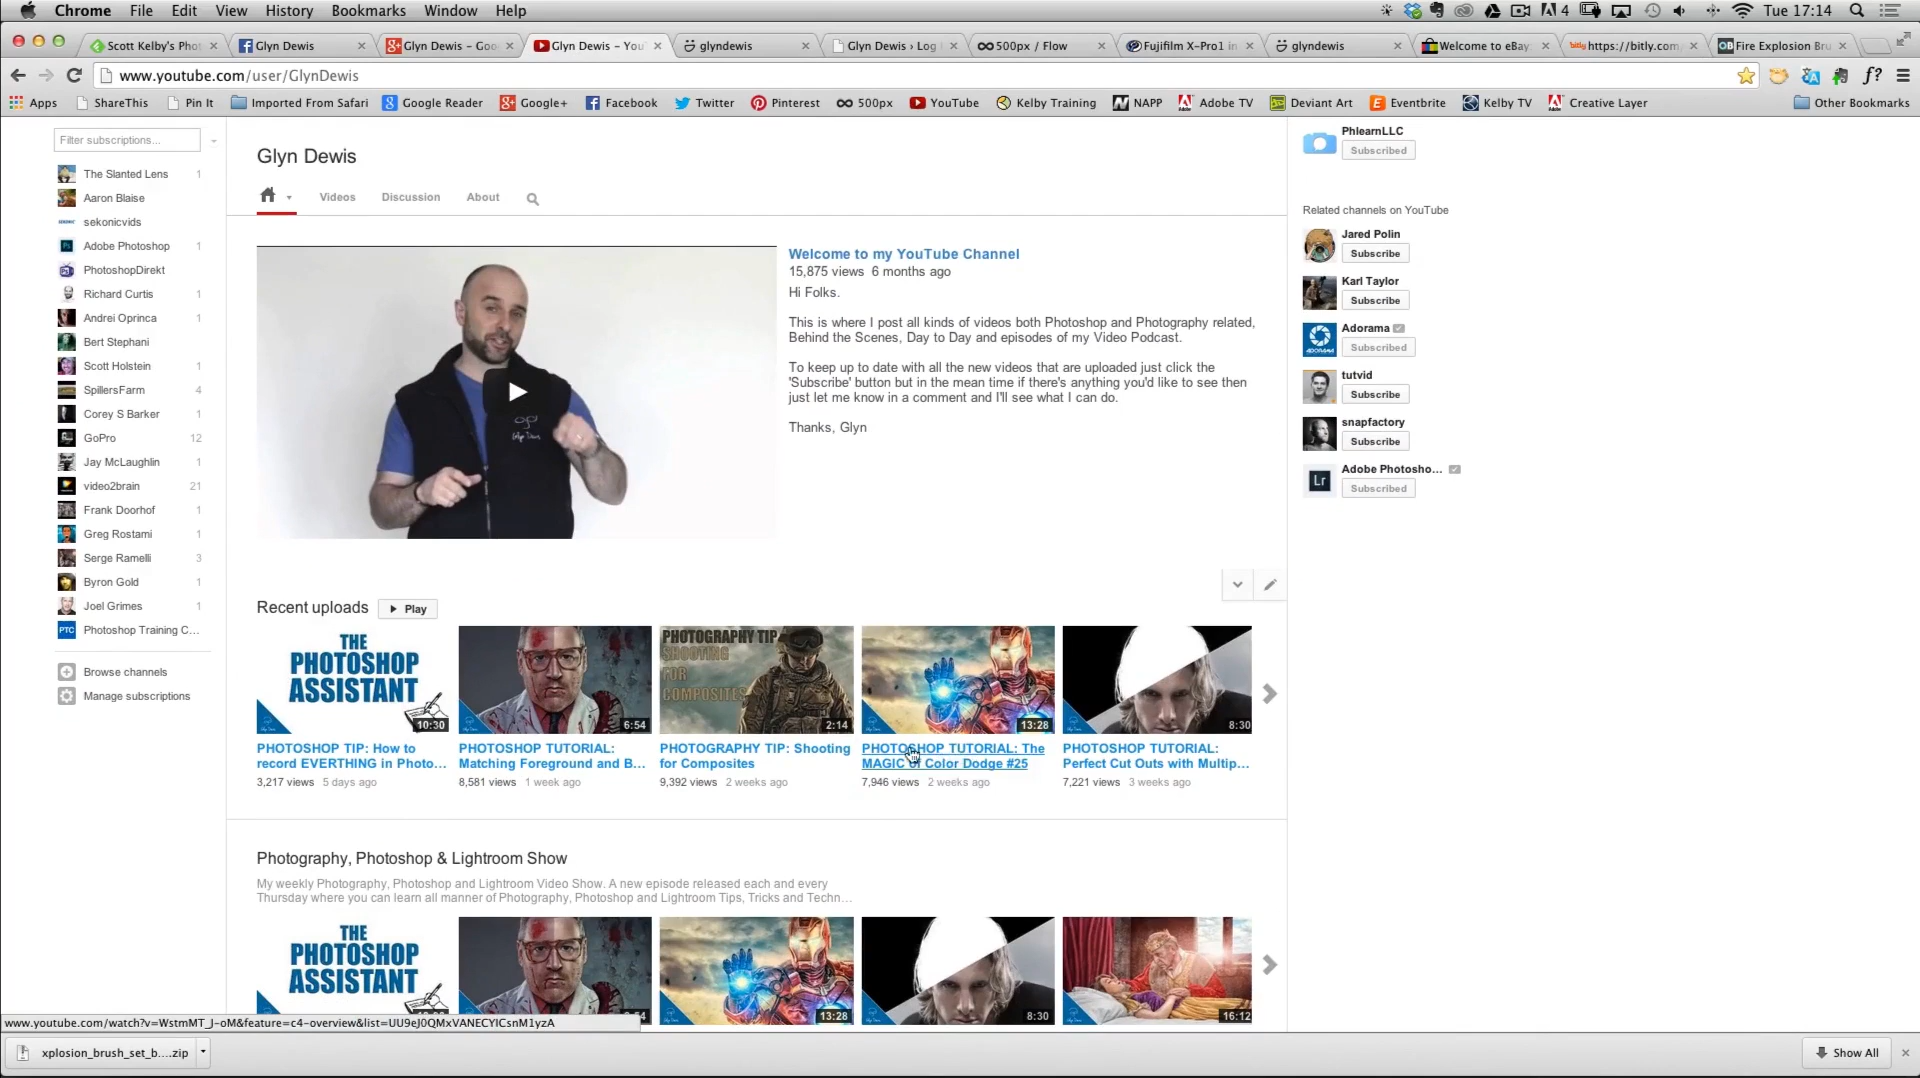 Chrome File Edit View History Bookmarks Window Help
4 Tue 17:14
Scott Kelby's Pho
Glyn Dewis
Glyn Dewis - Goo
Glyn Dewis - You
glyndewis
Glyn Dewis › Log
500px / Flow
Fujifilm X-Pro1 in
glyndewis
Welcome to eBay
https://bitly.com
Fire Explosion Bru
www.youtube.com/user/GlynDewis
Apps ShareThis Pin It Imported From Safari Google Reader Google+ Facebook Twitter Pinterest 500px YouTube Kelby Training NAPP Adobe TV Deviant Art Eventbrite Kelby TV Creative Layer Other Bookmarks
Filter subscriptions...
The Slanted Lens 1
Aaron Blaise
sekonicvids
Adobe Photoshop 1
PhotoshopDirekt
Richard Curtis 1
Andrei Oprinca 1
Bert Stephani
Scott Holstein 1
SpillersFarm 4
Corey S Barker 1
GoPro 12
Jay McLaughlin 1
video2brain 21
Frank Doorhof 1
Greg Rostami 1
Serge Ramelli 3
Byron Gold 1
Joel Grimes 1
PTC Photoshop Training C...
Browse channels
Manage subscriptions
Glyn Dewis
Videos Discussion About
Welcome to my YouTube Channel
15,875 views 6 months ago
Hi Folks.
This is where I post all kinds of videos both Photoshop and Photography related,
Behind the Scenes, Day to Day and episodes of my Video Podcast.
To keep up to date with all the new videos that are uploaded just click the
'Subscribe' button but in the mean time if there's anything you'd like to see then
just let me know in a comment and I'll see what I can do.
Thanks, Glyn
Glyn Dewis
Recent uploads Play
THE
PHOTOSHOP
ASSISTANT
10:30
PHOTOSHOP TIP: How to
record EVERTHING in Photo...
3,217 views 5 days ago
6:54
PHOTOSHOP TUTORIAL:
Matching Foreground and B...
8,581 views 1 week ago
PHOTOGRAPHY TIP
SHOOTING
FOR
COMPOSITES
2:14
PHOTOGRAPHY TIP: Shooting
for Composites
9,392 views 2 weeks ago
13:28
PHOTOSHOP TUTORIAL: The
MAGIC of Color Dodge #25
7,946 views 2 weeks ago
8:30
PHOTOSHOP TUTORIAL:
Perfect Cut Outs with Multip...
7,221 views 3 weeks ago
Photography, Photoshop & Lightroom Show
My weekly Photography, Photoshop and Lightroom Video Show. A new episode released each and every
Thursday where you can learn all manner of Photography, Photoshop and Lightroom Tips, Tricks and Techn...
THE
PHOTOSHOP
ASSISTANT
13:28
8:30
16:12
PhlearnLLC
Subscribed
Related channels on YouTube
Jared Polin
Subscribe
Karl Taylor
Subscribe
ADORAMA
Adorama
Subscribed
tutvid
Subscribe
snapfactory
Subscribe
Lr
Adobe Photosho...
Subscribed
www.youtube.com/watch?v=WstmMT_J-oM&feature=c4-overview&list=UU9eJ0QMxVANECYICsnM1yzA
xplosion_brush_set_b....zip
Show All